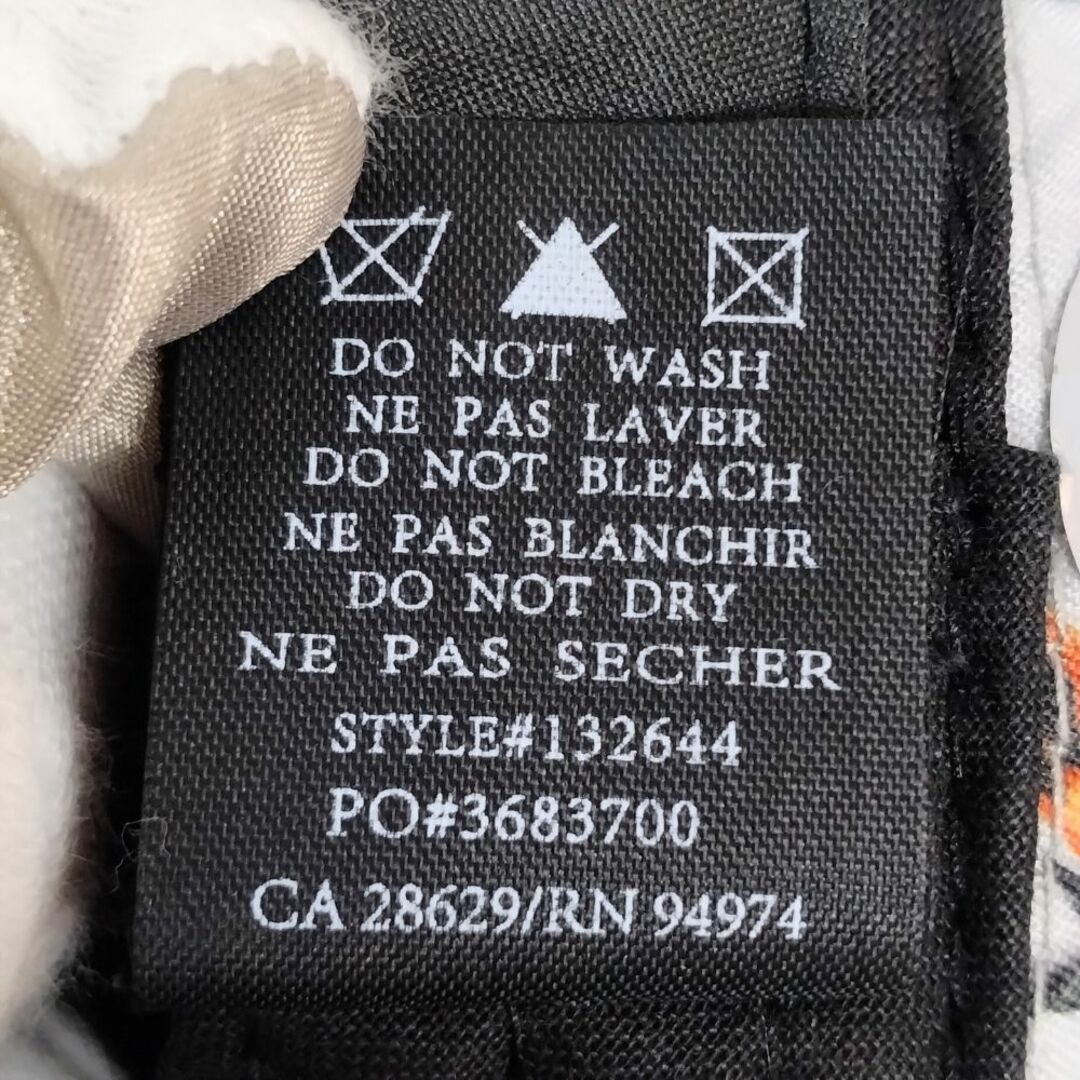 DO NOT WASH
NE PAS LAVER
DO NOT BLEACH
NE PAS BLANCHIR
DO NOT DRY
NE PAS SECHER
STYLE#132644
PO#3683700
CA 28629/RN 94974